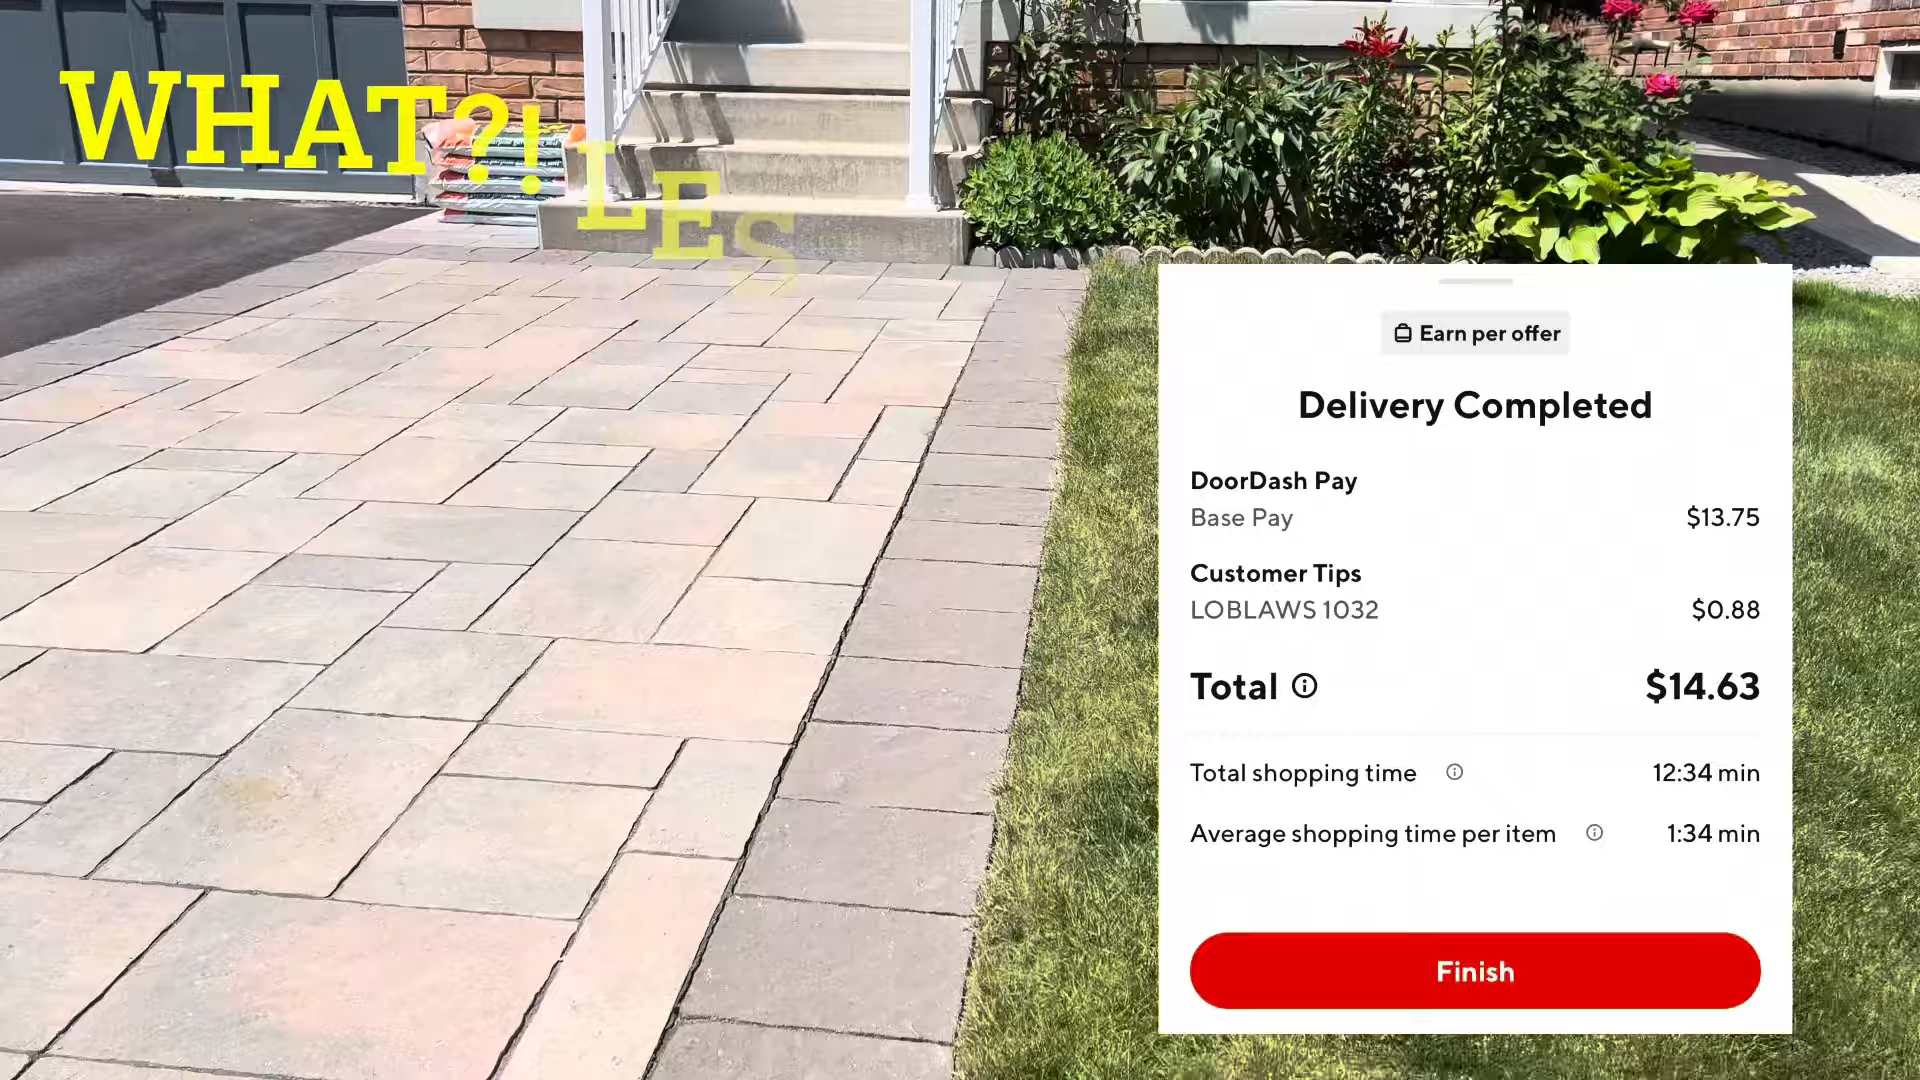 WHAT?! LES
Earn per offer
Delivery Completed
DoorDash Pay
Base Pay $13.75
Customer Tips
LOBLAWS 1032 $0.88
Total $14.63
Total shopping time 12:34 min
Average shopping time per item 1:34 min
Finish